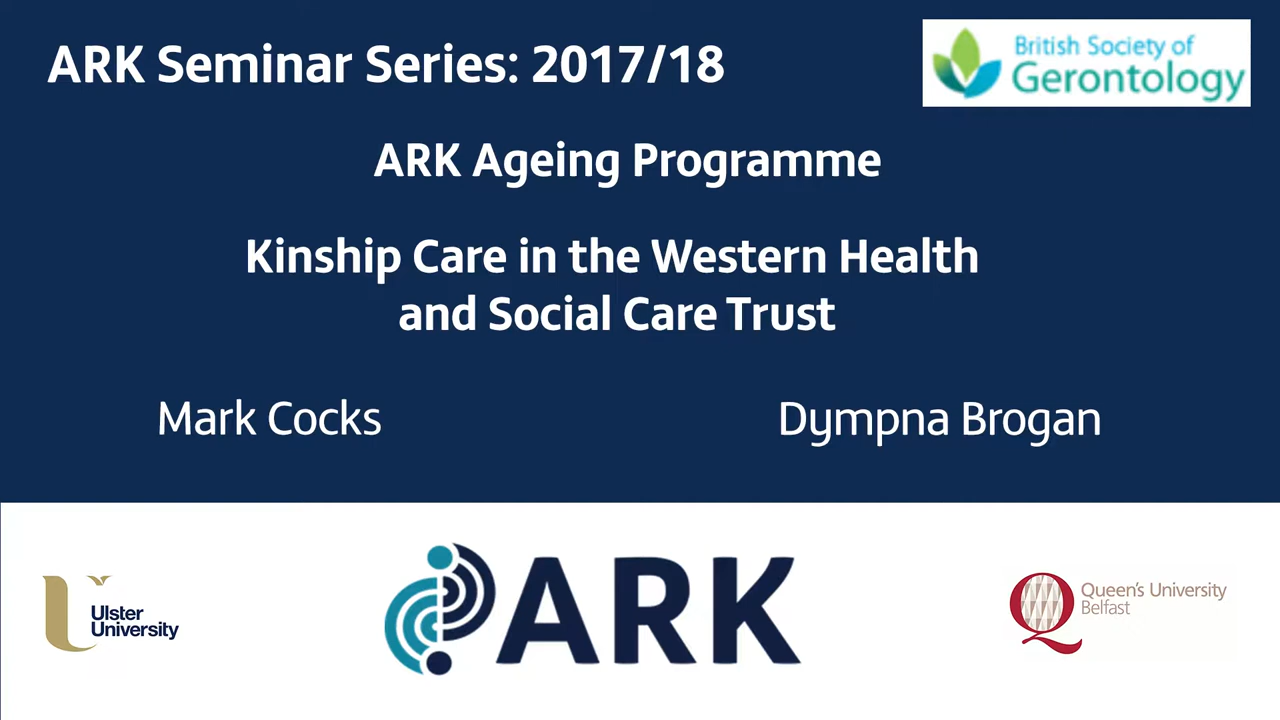 ARK Seminar Series: 2017/18
British Society of
Gerontology
ARK Ageing Programme
Kinship Care in the Western Health
and Social Care Trust
Mark Cocks
Dympna Brogan
Ulster
University
ARK
Queen's University
Belfast